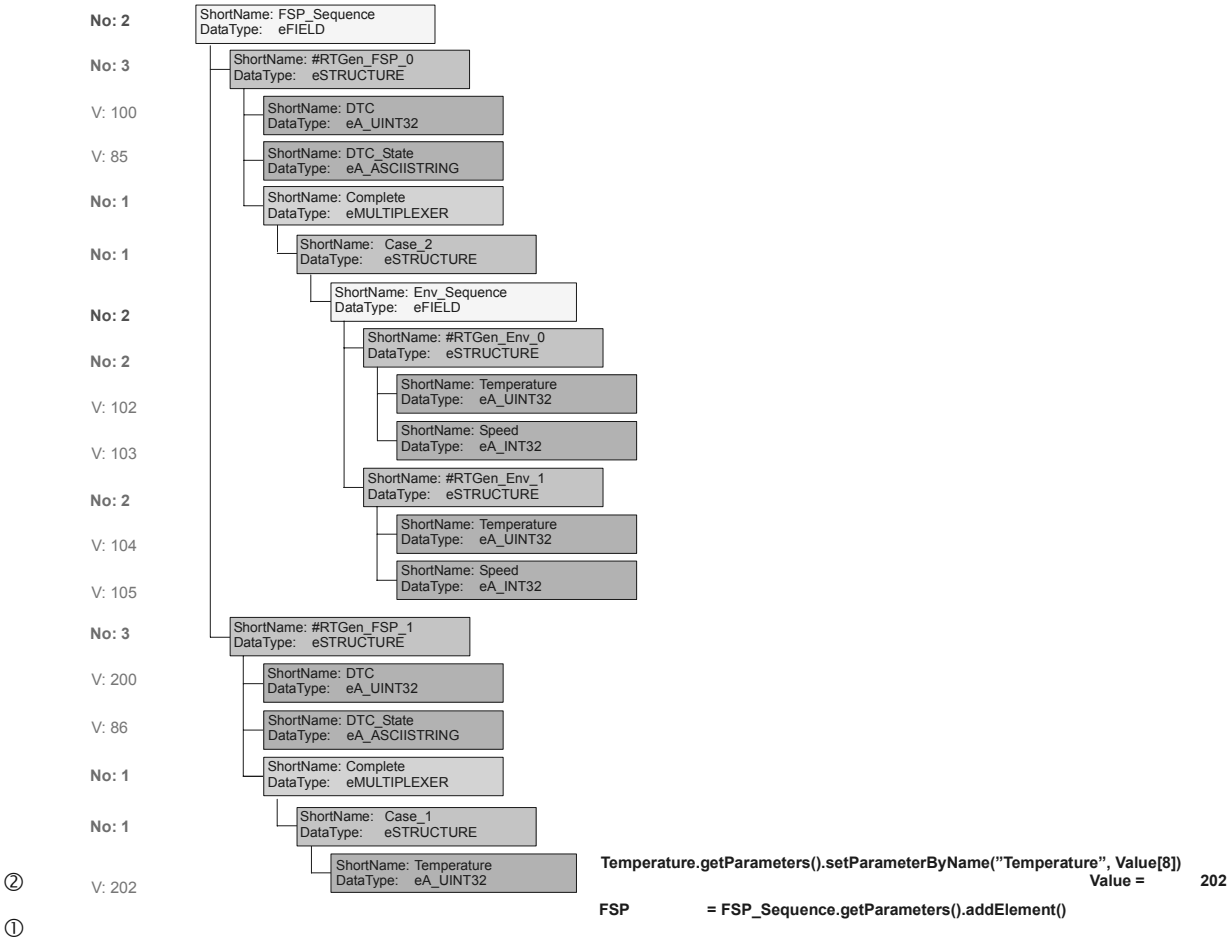 No: 2
ShortName: FSP_Sequence
DataType: eFIELD
No: 3
ShortName: #RTGen_FSP_0
DataType: eSTRUCTURE
V: 100
ShortName: DTC
DataType: eA_UINT32
V: 85
ShortName: DTC_State
DataType: eA_ASCIISTRING
No: 1
ShortName: Complete
DataType: eMULTIPLEXER
No: 1
ShortName: Case_2
DataType: eSTRUCTURE
No: 2
ShortName: Env_Sequence
DataType: eFIELD
No: 2
ShortName: #RTGen_Env_0
DataType: eSTRUCTURE
V: 102
ShortName: Temperature
DataType: eA_UINT32
V: 103
ShortName: Speed
DataType: eA_INT32
No: 2
ShortName: #RTGen_Env_1
DataType: eSTRUCTURE
V: 104
ShortName: Temperature
DataType: eA_UINT32
V: 105
ShortName: Speed
DataType: eA_INT32
No: 3
ShortName: #RTGen_FSP_1
DataType: eSTRUCTURE
V: 200
ShortName: DTC
DataType: eA_UINT32
V: 86
ShortName: DTC_State
DataType: eA_ASCIISTRING
No: 1
ShortName: Complete
DataType: eMULTIPLEXER
No: 1
ShortName: Case_1
DataType: eSTRUCTURE
② V: 202
ShortName: Temperature
DataType: eA_UINT32
Temperature.getParameters().setParameterByName(”Temperature”, Value[8])
Value = 202
FSP = FSP_Sequence.getParameters().addElement()
①